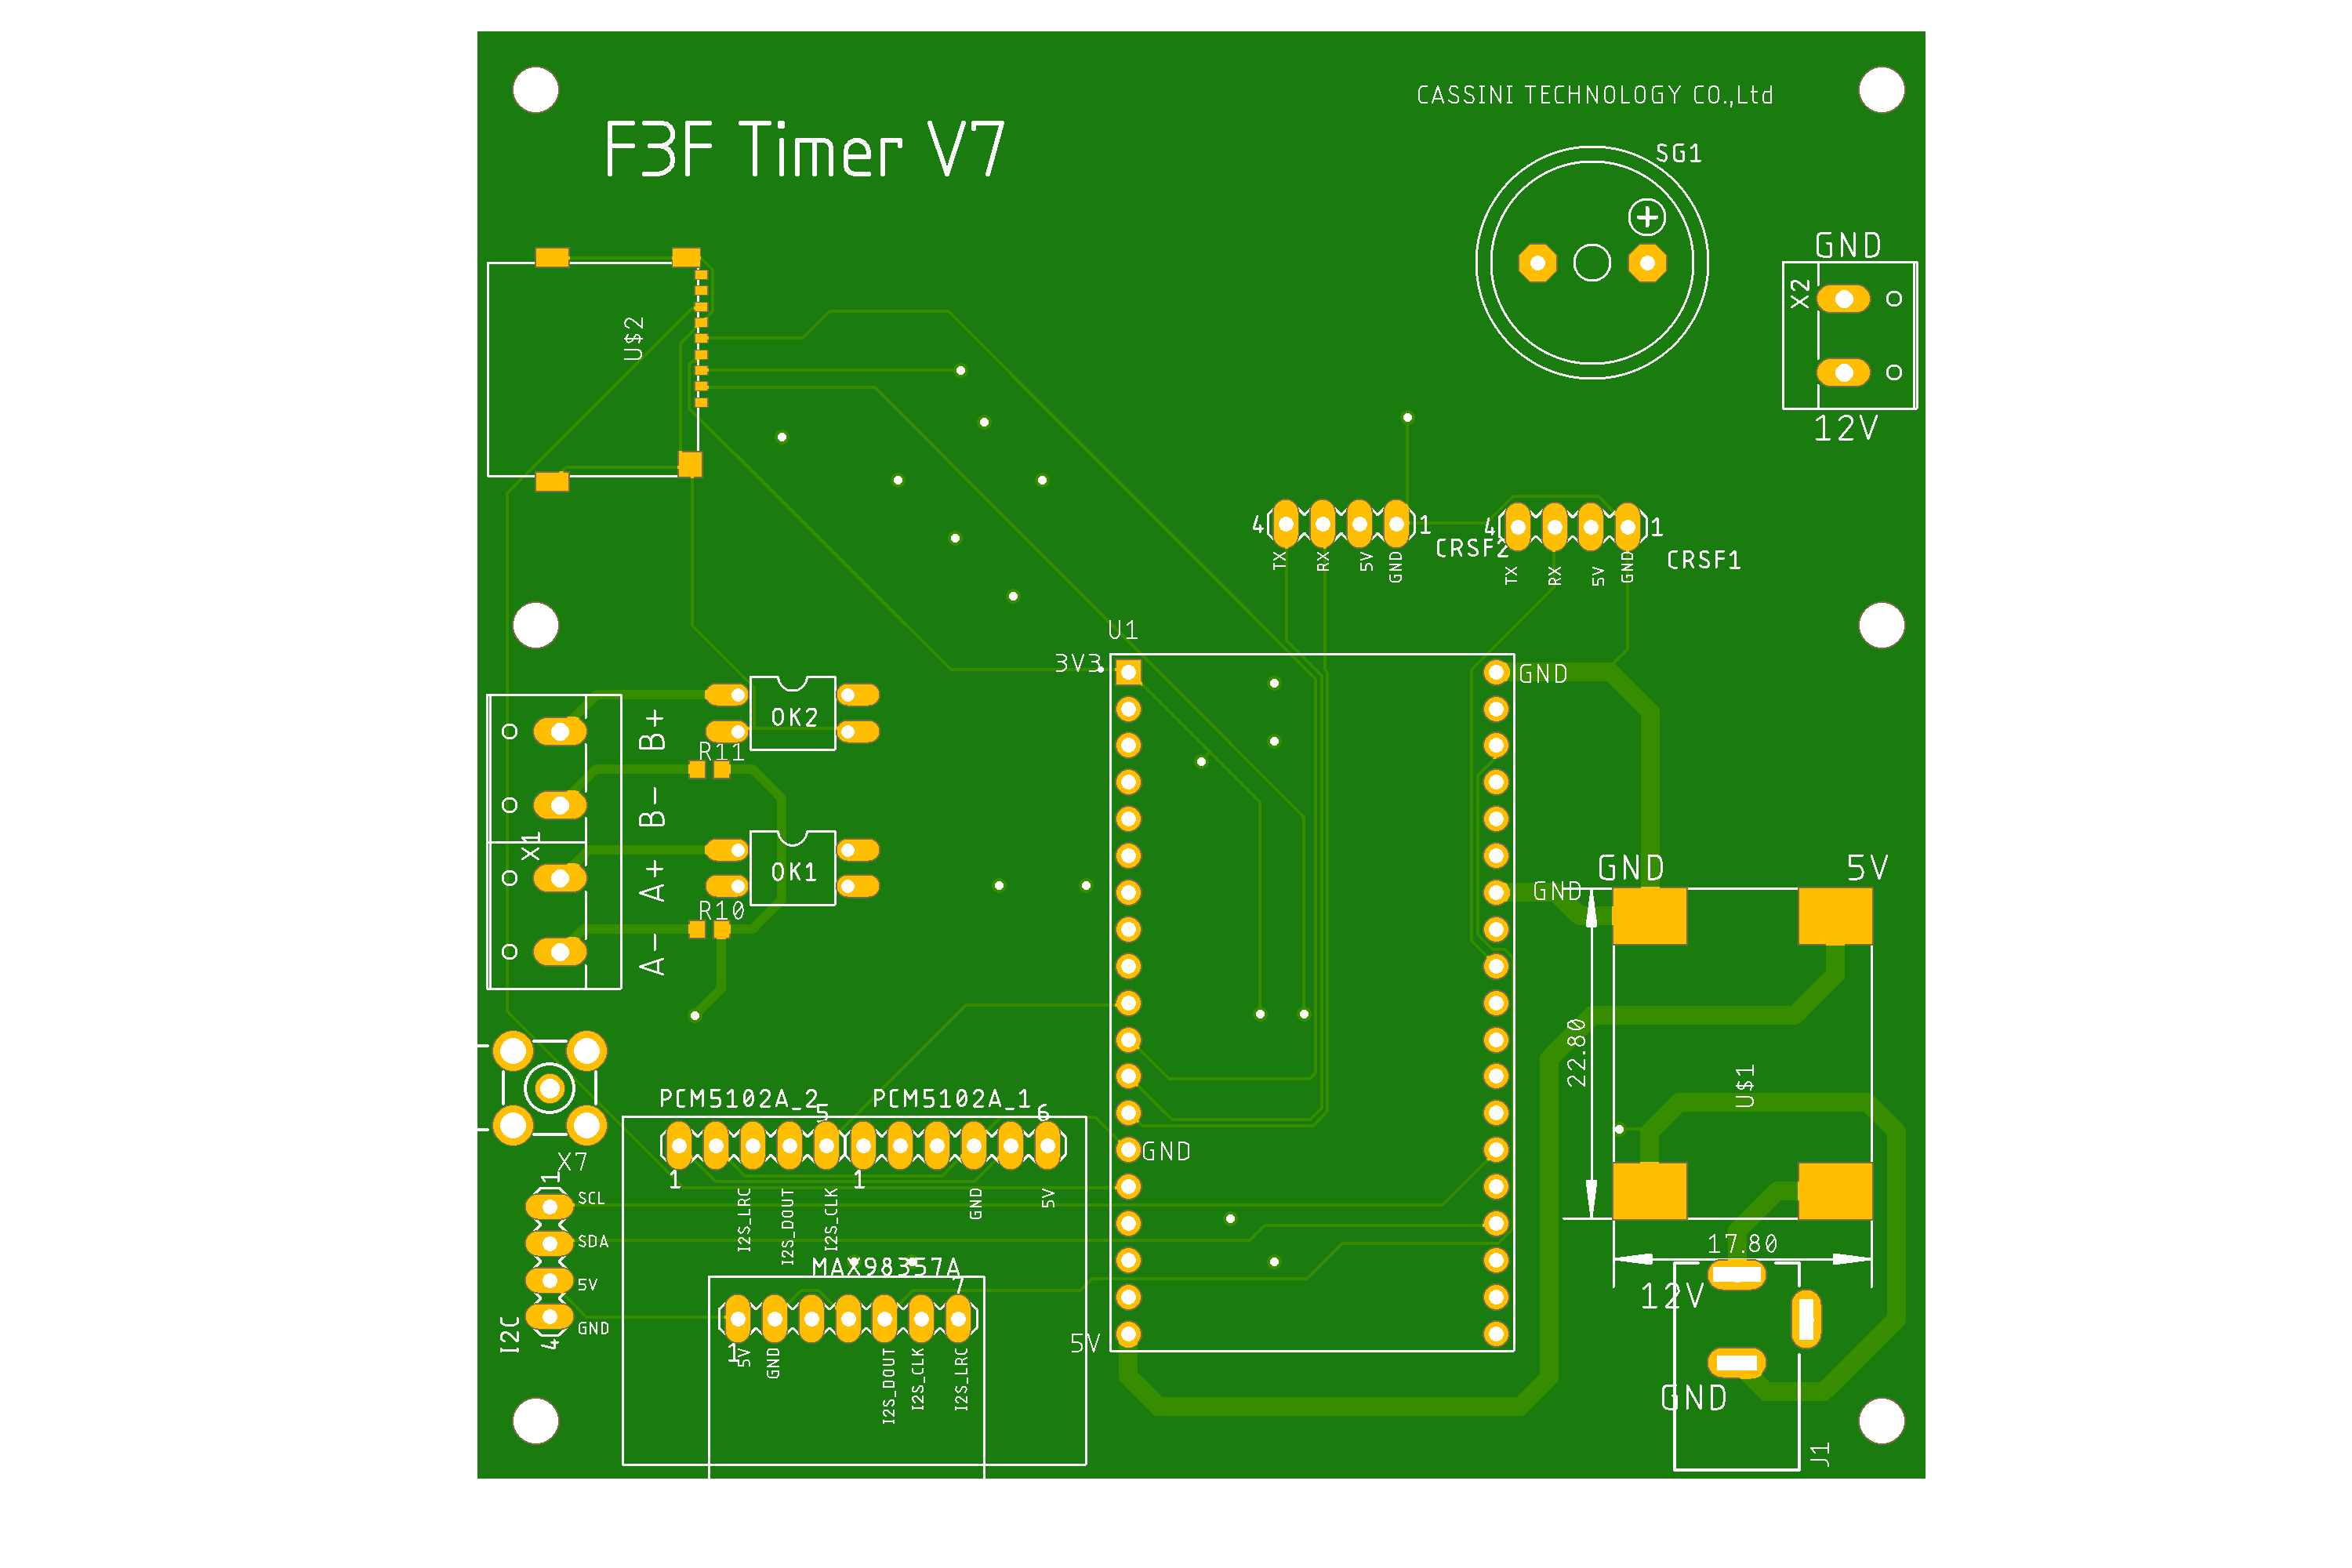 CASSINI TECHNOLOGY CO.,Ltd
F3F Timer V7
SG1
GND
X2
12V
U$2
4
1
CRSF2
TX
RX
5V
GND
4
1
CRSF1
TX
RX
5V
GND
U1
3V3
GND
OK2
B+
R11
B-
X1
OK1
A+
R10
A-
GND
5V
GND
22.80
U$1
PCM5102A_2
5
PCM5102A_1
6
GND
X7
1
1
1
SCL
SDA
5V
GND
I2C
4
I2S_LRC
I2S_DOUT
I2S_CLK
GND
5V
MAX98357A
7
17.80
12V
5V
1
5V
GND
I2S_DOUT
I2S_CLK
I2S_LRC
GND
J1